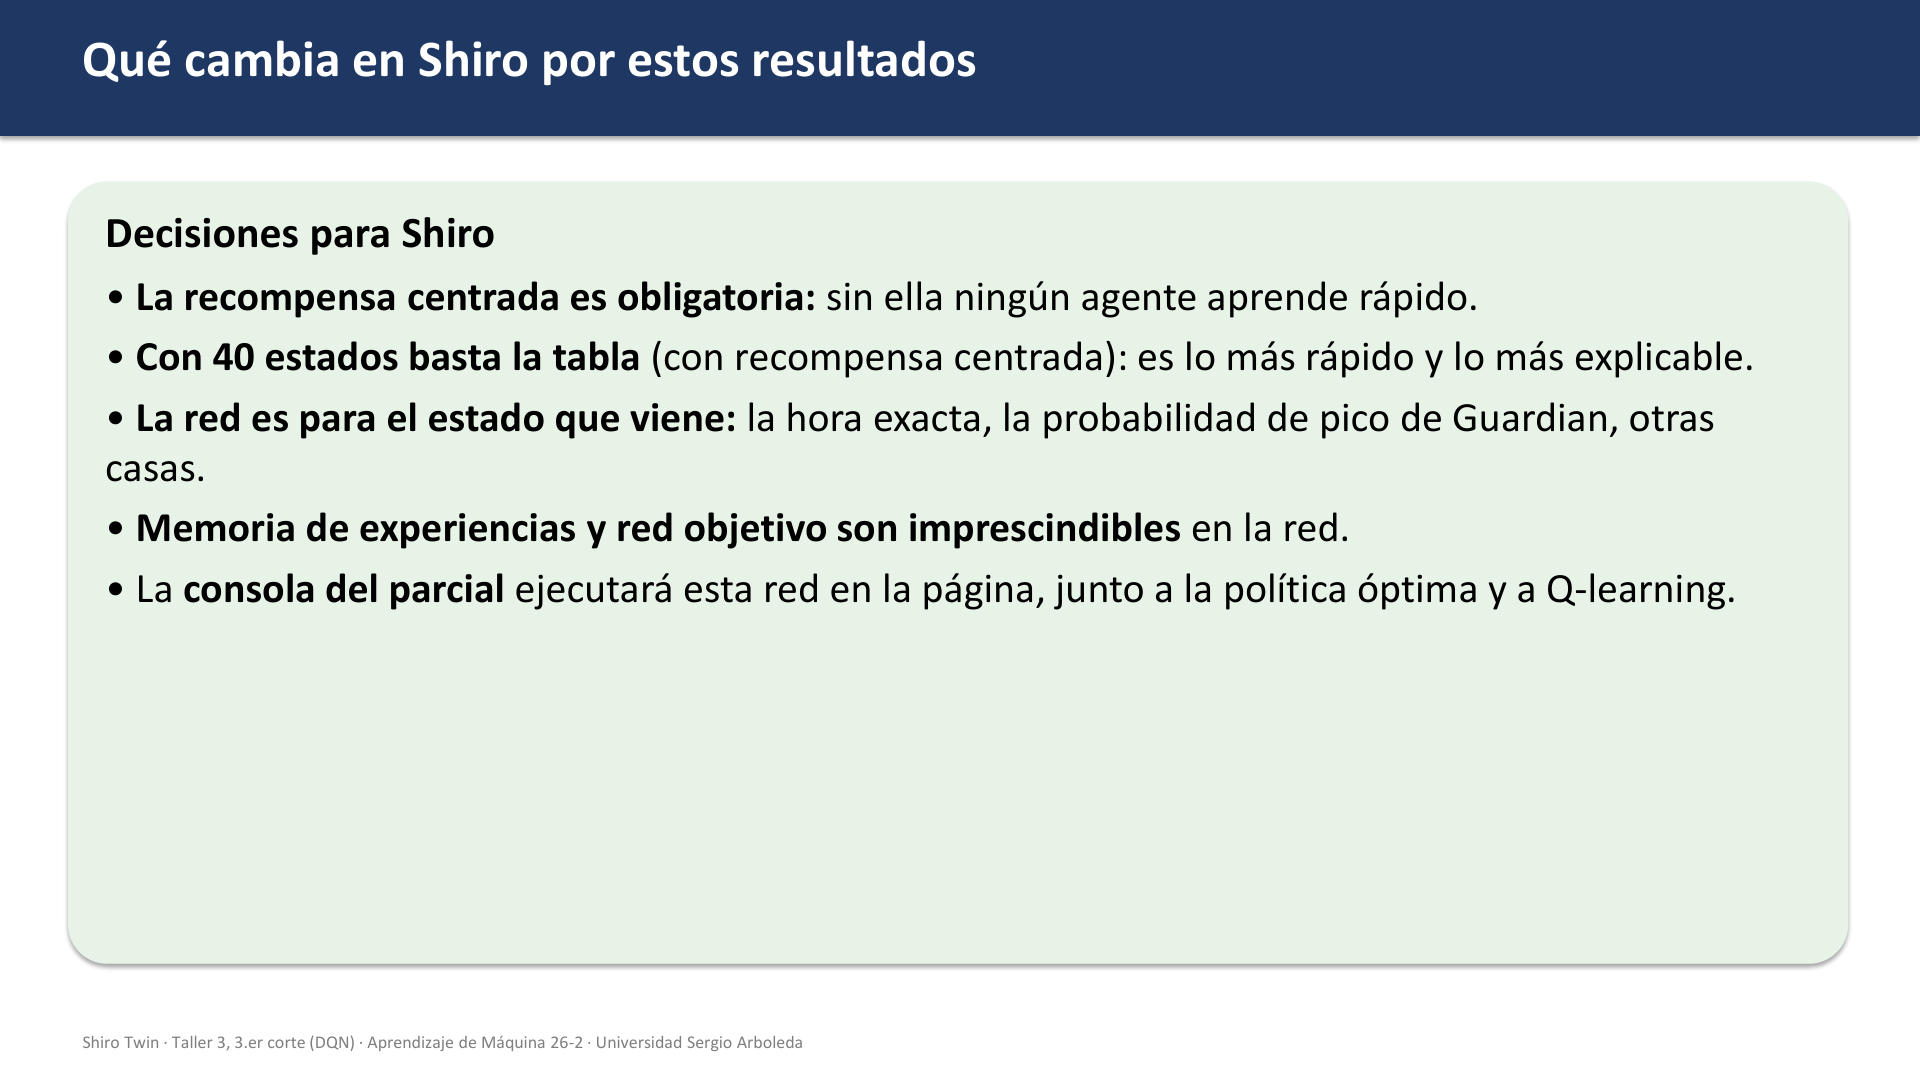 Qué cambia en Shiro por estos resultados
Decisiones para Shiro
• La recompensa centrada es obligatoria: sin ella ningún agente aprende rápido.
• Con 40 estados basta la tabla (con recompensa centrada): es lo más rápido y lo más explicable.
• La red es para el estado que viene: la hora exacta, la probabilidad de pico de Guardian, otras
casas.
• Memoria de experiencias y red objetivo son imprescindibles en la red.
• La consola del parcial ejecutará esta red en la página, junto a la política óptima y a Q-learning.
Shiro Twin · Taller 3, 3.er corte (DQN) · Aprendizaje de Máquina 26-2 · Universidad Sergio Arboleda